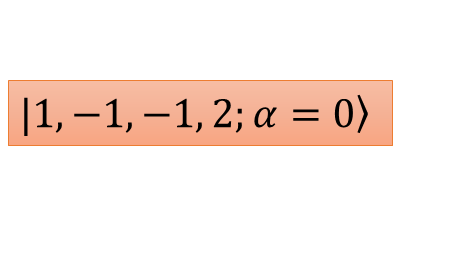 |1, −1, −1, 2; α = 0⟩